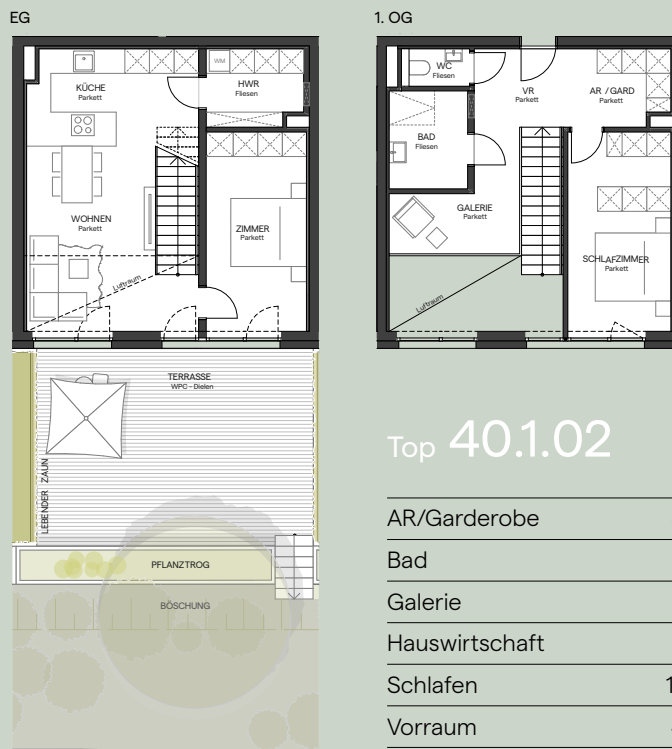 EG
KÜCHE
Parkett
WM
HWR
Fliesen
WOHNEN
Parkett
ZIMMER
Parkett
Luftraum
TERRASSE
WPC - Dielen
LEBENDER ZAUN
PFLANZTROG
BÖSCHUNG
1. OG
WC
Fliesen
VR
Parkett
AR / GARD
Parkett
BAD
Fliesen
GALERIE
Parkett
SCHLAFZIMMER
Parkett
Luftraum
Top 40.1.02
AR/Garderobe
Bad
Galerie
Hauswirtschaft
Schlafen 1
Vorraum